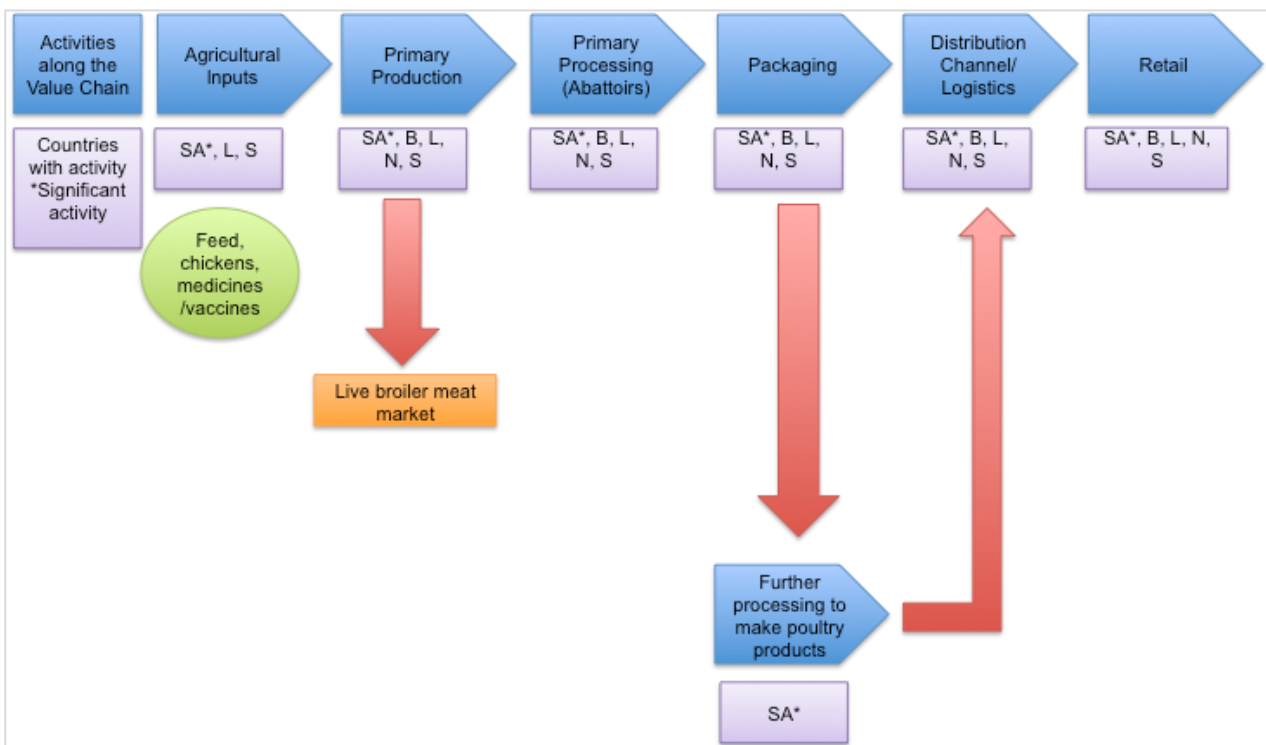 Activities
along the
Value Chain
Agricultural
Inputs
Primary
Production
Primary
Processing
(Abattoirs)
Packaging
Distribution
Channel/
Logistics
Retail
Countries
with activity
*Significant
activity
SA*, L, S
SA*, B, L,
N, S
SA*, B, L,
N, S
SA*, B, L,
N, S
SA*, B, L,
N, S
SA*, B, L, N,
S
Feed,
chickens,
medicines
/vaccines
Live broiler meat
market
Further
processing to
make poultry
products
SA*